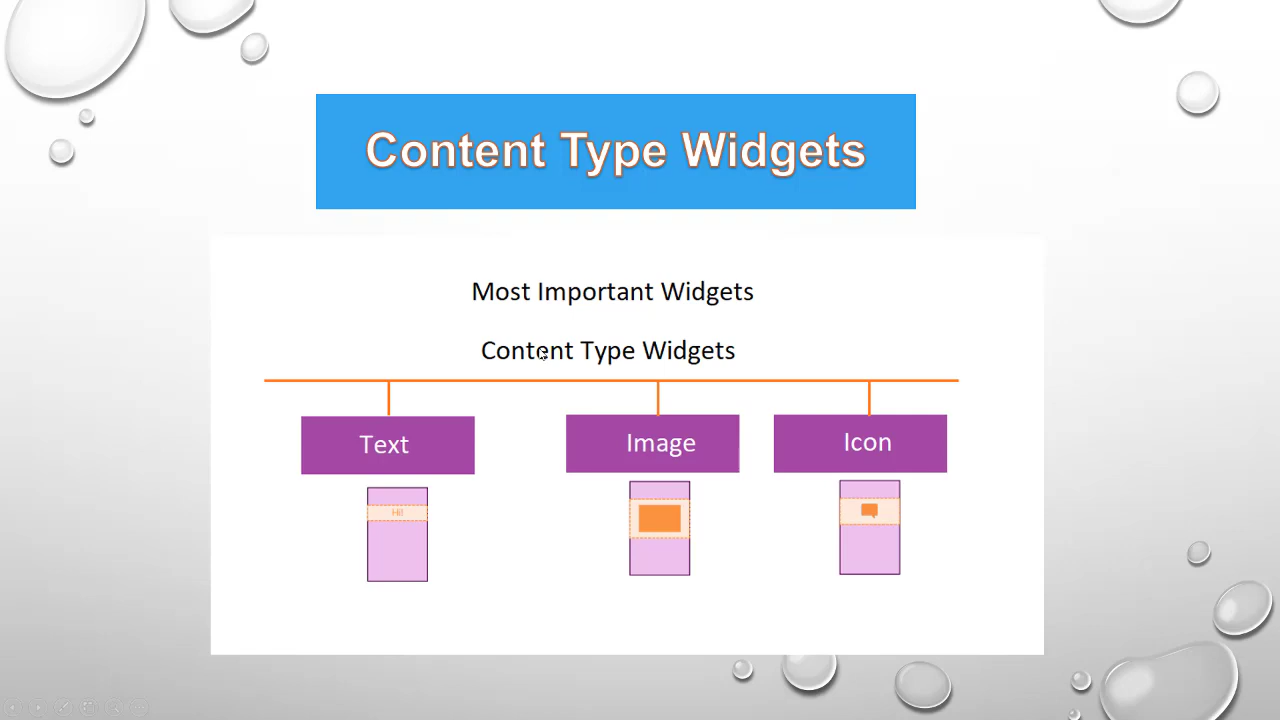 Content Type Widgets
Most Important Widgets
Content Type Widgets
Text
Image
Icon
Hi!